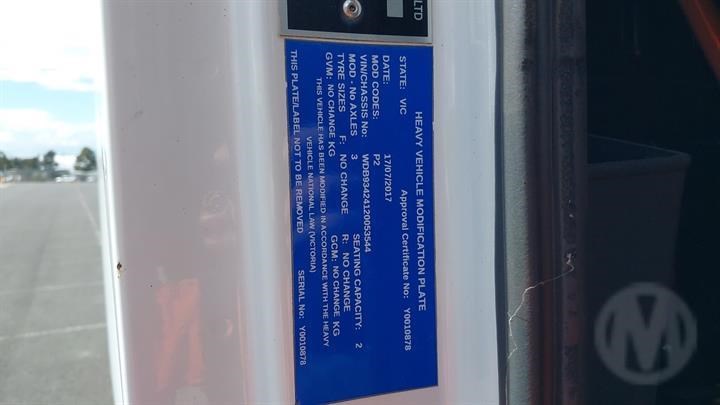 LTD
HEAVY VEHICLE MODIFICATION PLATE
STATE: VIC Approval Certificate No: Y0010878
DATE: 17/07/2017
MOD CODES: P2
VIN/CHASSIS No: WDB93424120053544
MOD - No AXLES 3 SEATING CAPACITY: 2
TYRE SIZES F: NO CHANGE R: NO CHANGE
GVM: NO CHANGE KG GCM: NO CHANGE KG
THIS VEHICLE HAS BEEN MODIFIED IN ACCORDANCE WITH THE HEAVY
VEHICLE NATIONAL LAW (VICTORIA)
THIS PLATE/LABEL NOT TO BE REMOVED SERIAL No: Y0010878
M